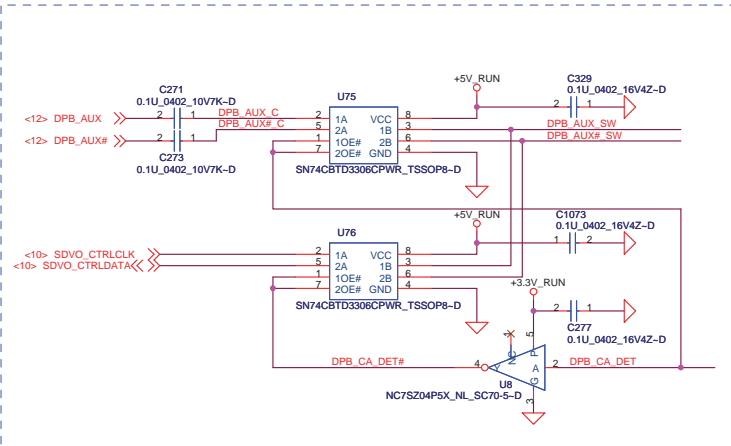 C271
0.1U_0402_10V7K~D
<12> DPB_AUX
2 1
DPB_AUX_C
<12> DPB_AUX#
2 1
DPB_AUX#_C
C273
0.1U_0402_10V7K~D
U75
2 1A VCC 8
5 2A 1B 3
1 1OE# 2B 6
7 2OE# GND 4
SN74CBTD3306CPWR_TSSOP8~D
+5V_RUN
C329
0.1U_0402_16V4Z~D
2 1
DPB_AUX_SW
DPB_AUX#_SW
<10> SDVO_CTRLCLK
<10> SDVO_CTRLDATA
U76
2 1A VCC 8
5 2A 1B 3
1 1OE# 2B 6
7 2OE# GND 4
SN74CBTD3306CPWR_TSSOP8~D
+5V_RUN
C1073
0.1U_0402_16V4Z~D
1 2
+3.3V_RUN
2 1
C277
0.1U_0402_16V4Z~D
DPB_CA_DET#
4 Y A 2
1 NC
5 P
G 3
DPB_CA_DET
U8
NC7SZ04P5X_NL_SC70-5~D